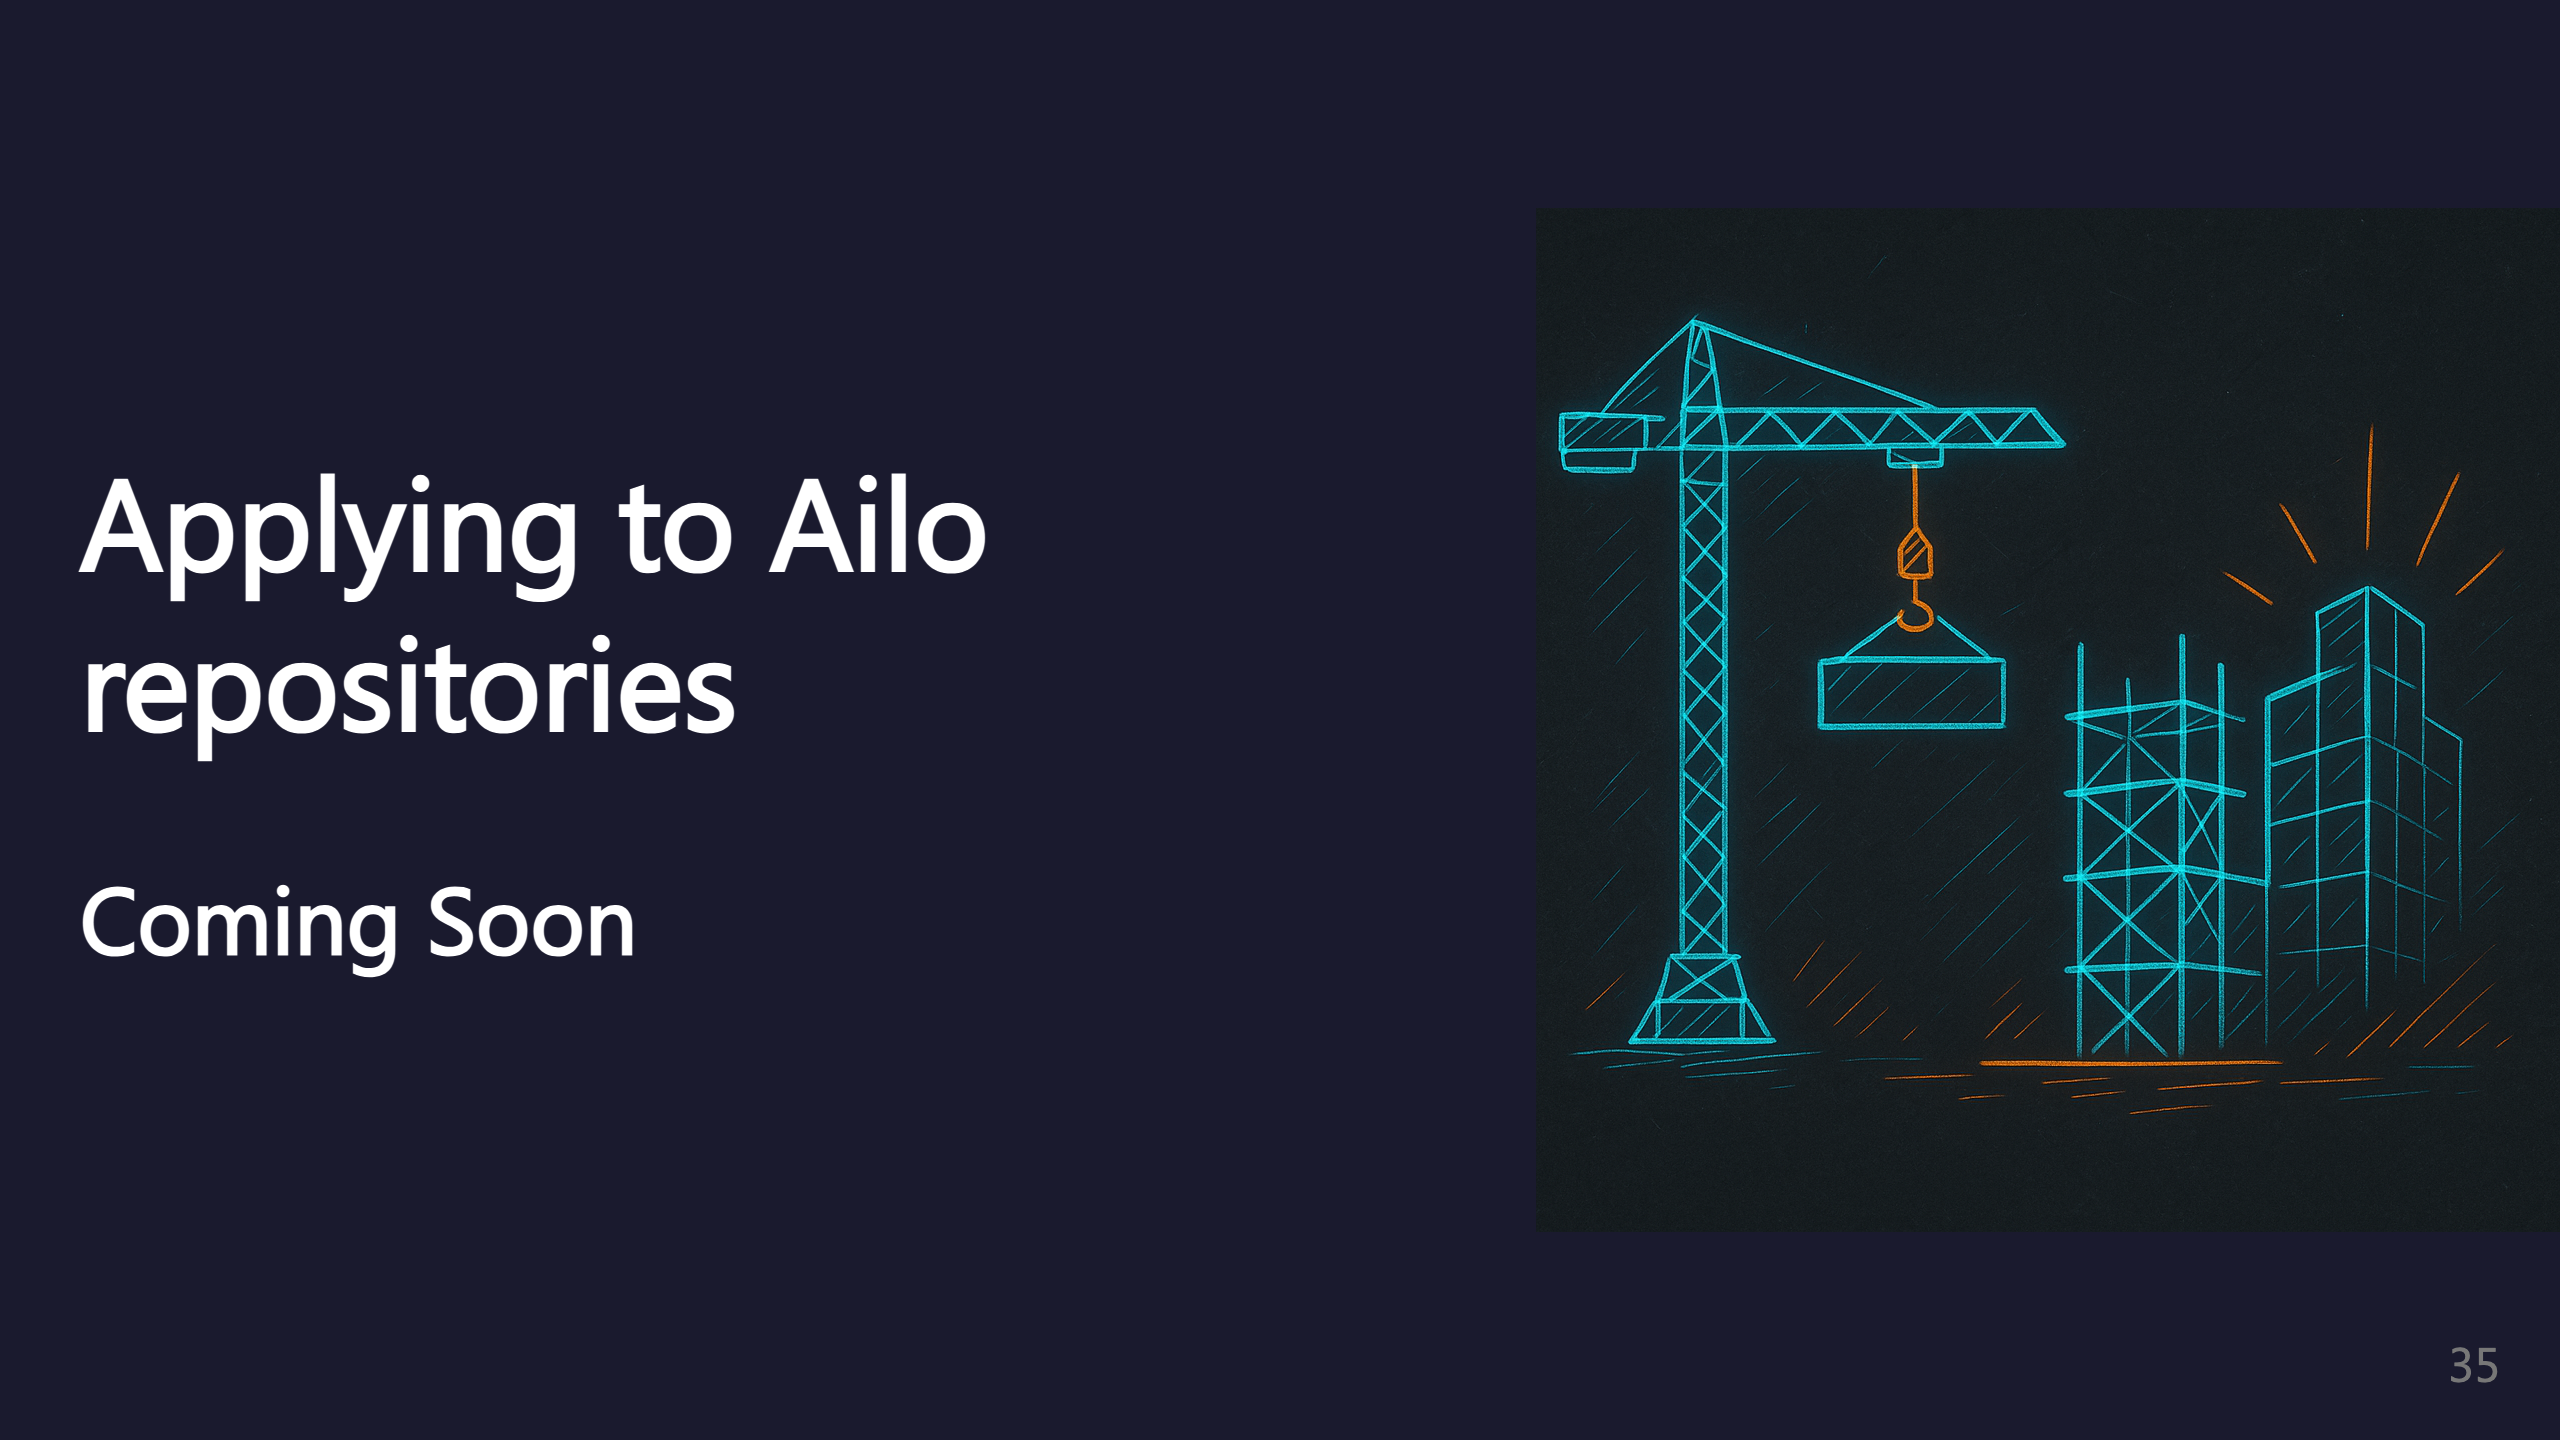 Applying to Ailo
repositories
Coming Soon
35